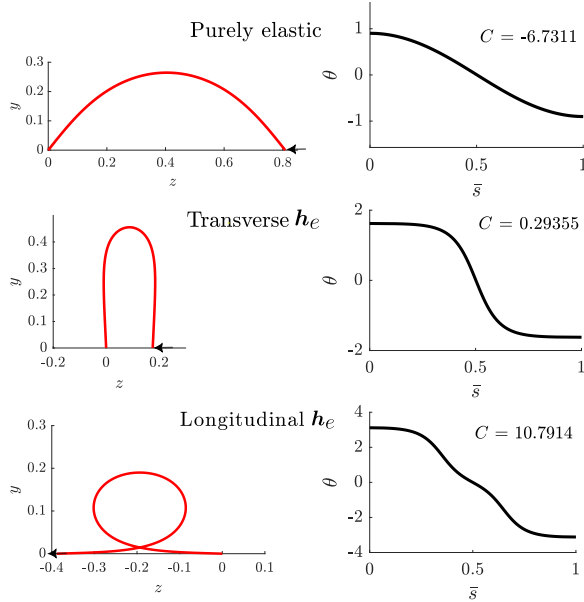 Purely elastic
0.3
0.2
0.1
0
y
0
0.2
0.4
0.6
0.8
z
C = -6.7311
1
0
-1
θ
0
0.5
1
s̅
Transverse h_e
0.4
0.3
0.2
0.1
0
y
-0.2
0
0.2
z
C = 0.29355
2
0
-2
θ
0
0.5
1
s̅
Longitudinal h_e
0.3
0.2
0.1
0
y
-0.4
-0.3
-0.2
-0.1
0
0.1
z
C = 10.7914
4
2
0
-2
-4
θ
0
0.5
1
s̅